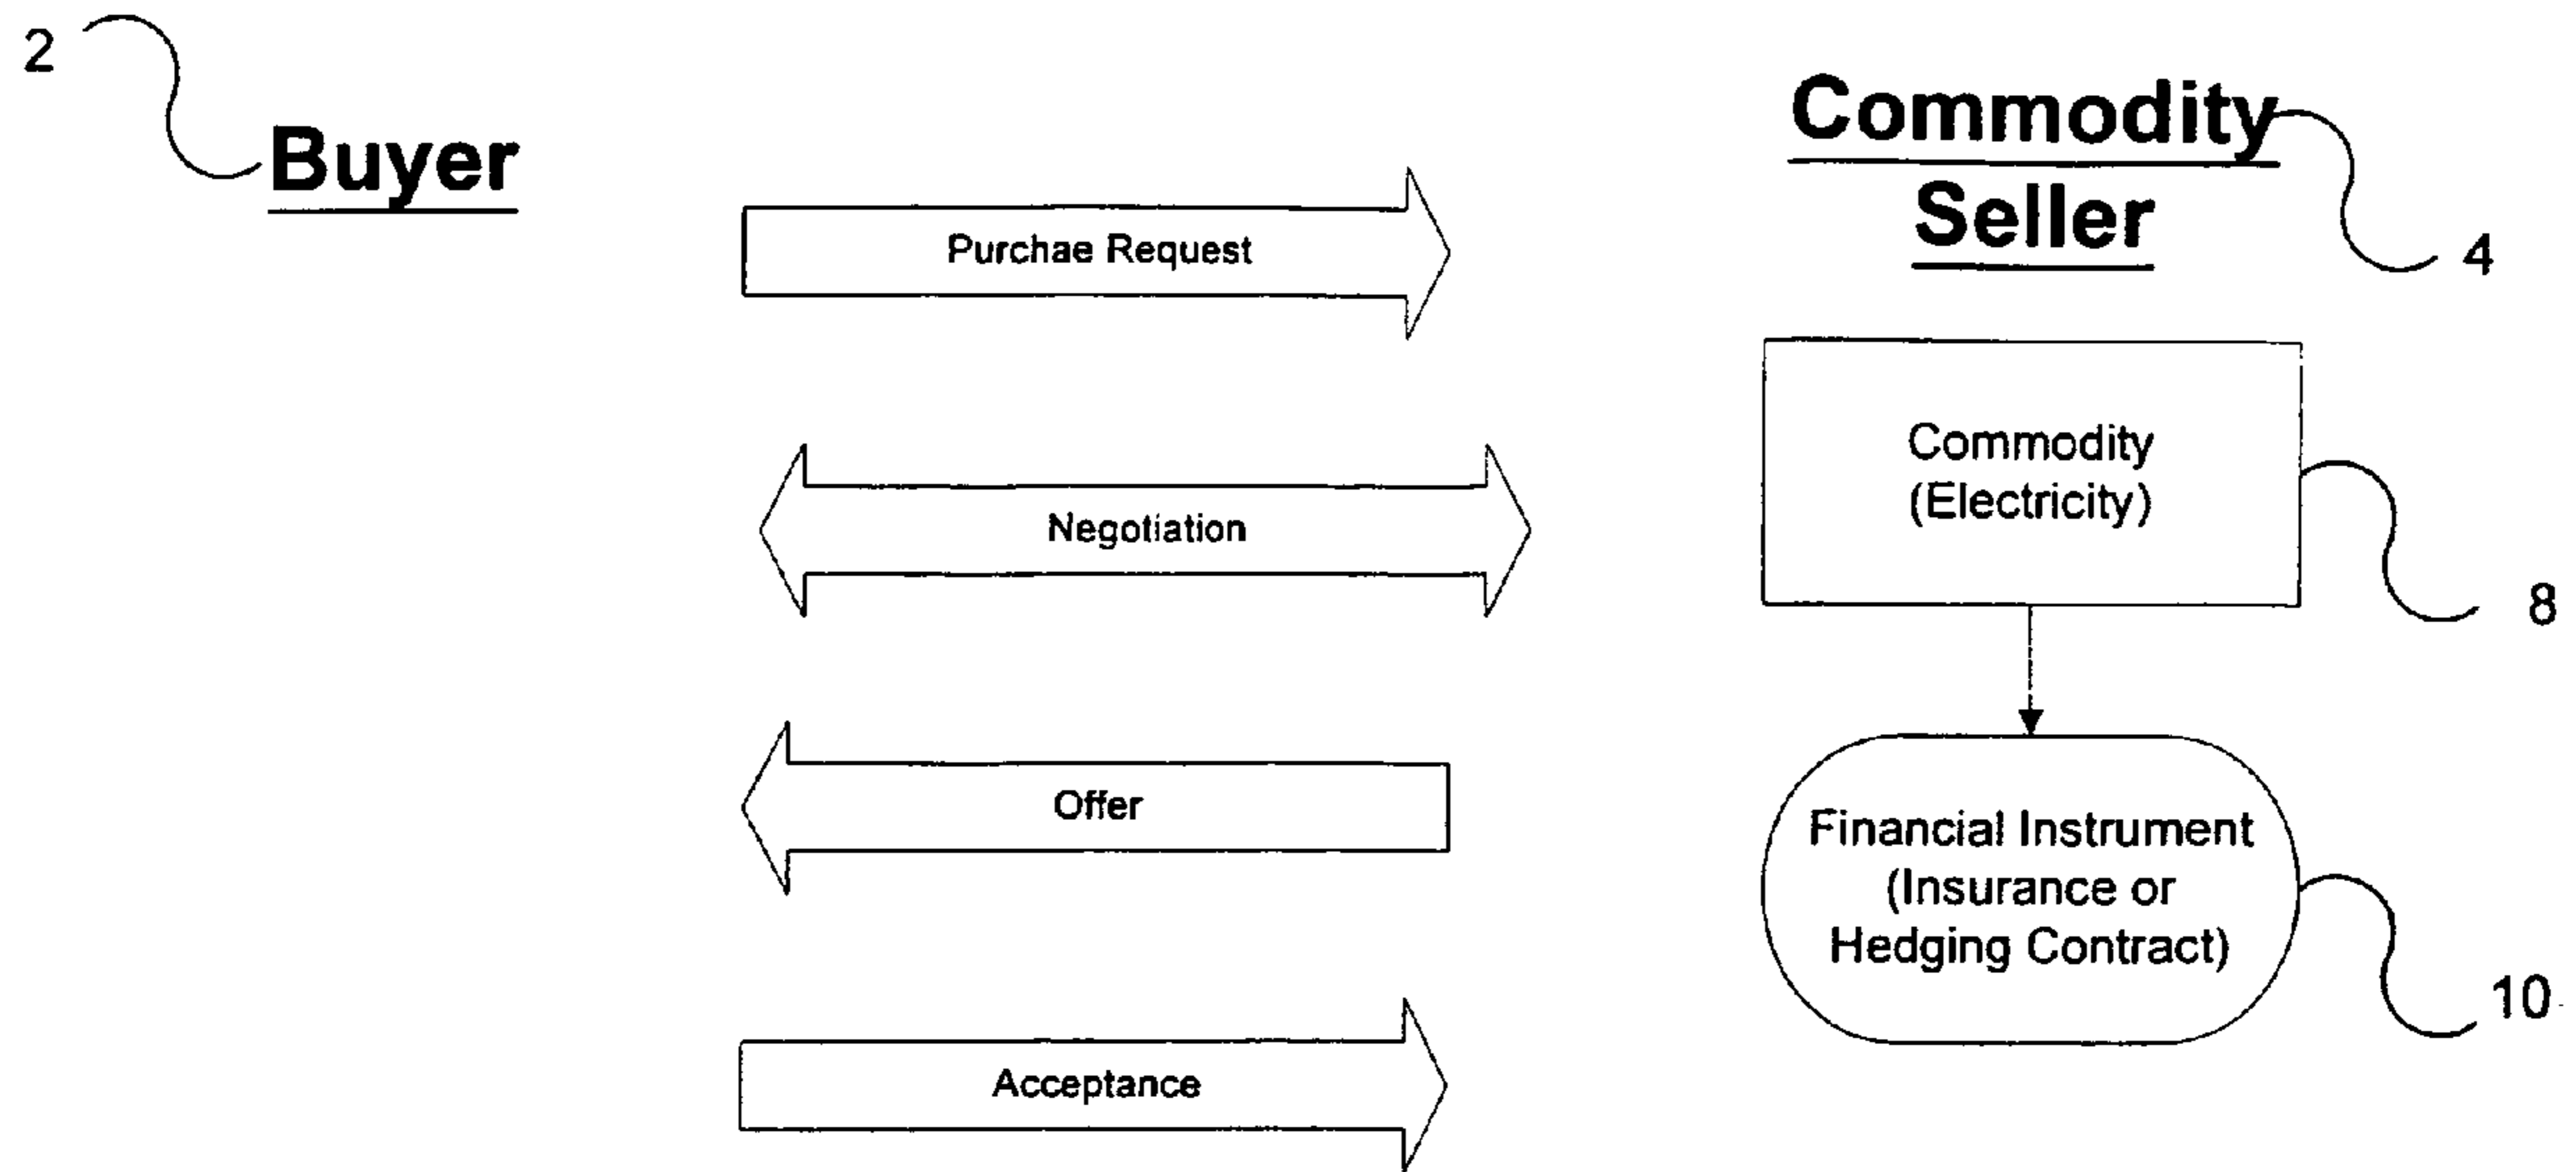 2
Buyer
Commodity
Seller
4
Purchae Request
Commodity
(Electricity)
8
Negotiation
Offer
Financial Instrument
(Insurance or
Hedging Contract)
10
Acceptance